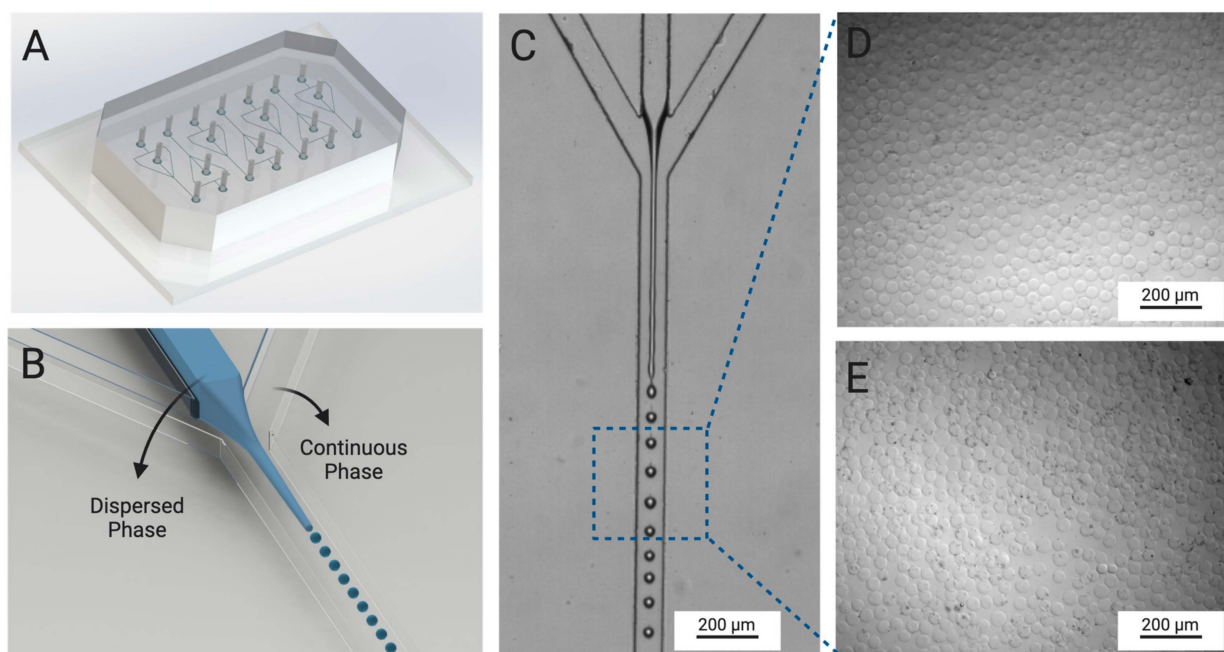 A
B
Dispersed
Phase
Continuous
Phase
C
200 µm
D
200 µm
E
200 µm